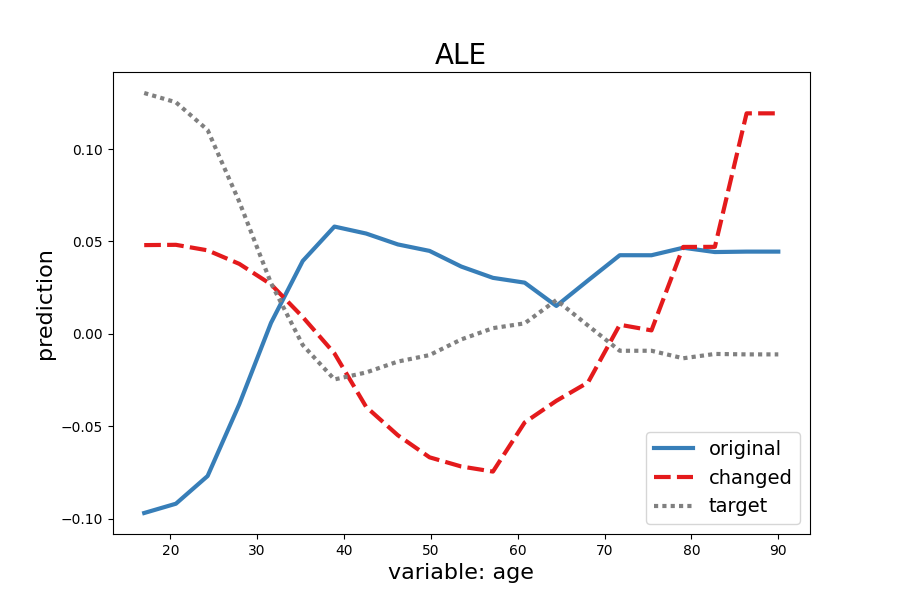 ALE
prediction
0.10
0.05
0.00
−0.05
−0.10
20 30 40 50 60 70 80 90
variable: age
original
changed
target